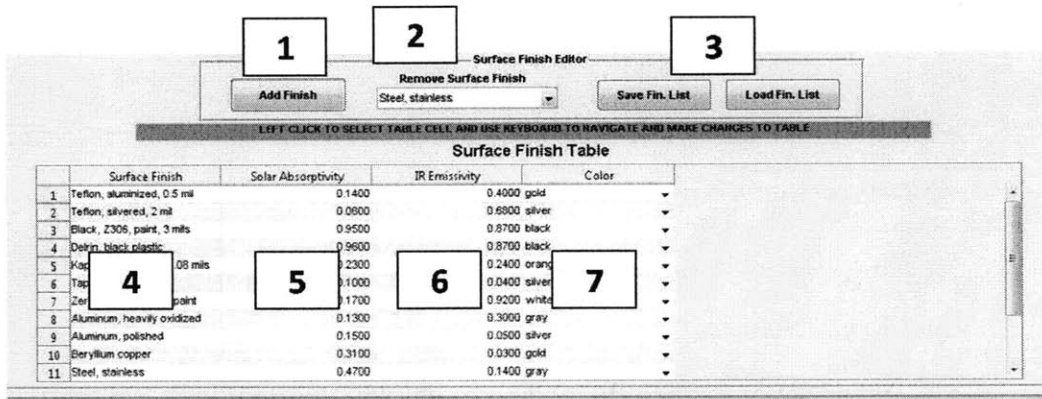 1
2
3
Surface Finish Editor
Remove Surface Finish
Add Finish
Steel, stainless
Save Fin. List
Load Fin. List
LEFT CLICK TO SELECT TABLE CELL AND USE KEYBOARD TO NAVIGATE AND MAKE CHANGES TO TABLE
Surface Finish Table
Surface Finish Solar Absorptivity IR Emissivity Color
1 Teflon, aluminized, 0.5 mil 0.1400 0.4000 gold
2 Teflon, silvered, 2 mil 0.0600 0.6800 silver
3 Black, Z306, paint, 3 mils 0.9500 0.8700 black
4 Delrin, black plastic 0.9600 0.8700 black
5 Kap .08 mils 0.2300 0.2400 orang
6 Tap 0.1000 0.0400 silver
4 5 6 7
7 Zer paint 0.1700 0.9200 white
8 Aluminum, heavily oxidized 0.1300 0.3000 gray
9 Aluminum, polished 0.1500 0.0500 silver
10 Beryllium copper 0.3100 0.0300 gold
11 Steel, stainless 0.4700 0.1400 gray